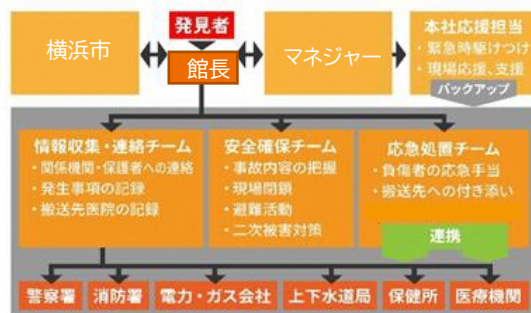 発見者
横浜市
館長
マネジャー
本社応援担当
・緊急時駆けつけ
・現場応援、支援
バックアップ
情報収集・連絡チーム
・関係機関・保護者への連絡
・発生事項の記録
・搬送先医院の記録
安全確保チーム
・事故内容の把握
・現場閉鎖
・避難活動
・二次被害対策
応急処置チーム
・負傷者の応急手当
・搬送先への付き添い
連携
警察署
消防署
電力・ガス会社
上下水道局
保健所
医療機関